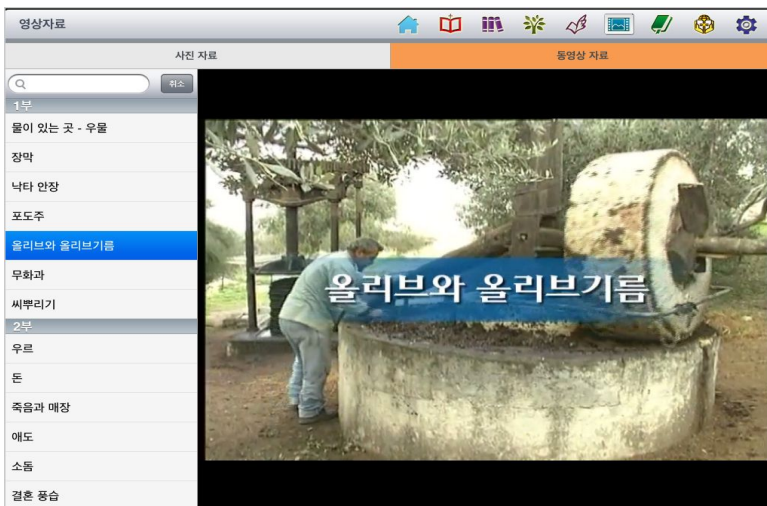 영상자료
사진 자료
동영상 자료
취소
1부
물이 있는 곳 - 우물
장막
낙타 안장
포도주
올리브와 올리브기름
무화과
씨뿌리기
2부
우르
돈
죽음과 매장
애도
소돔
결혼 풍습
올리브와 올리브기름